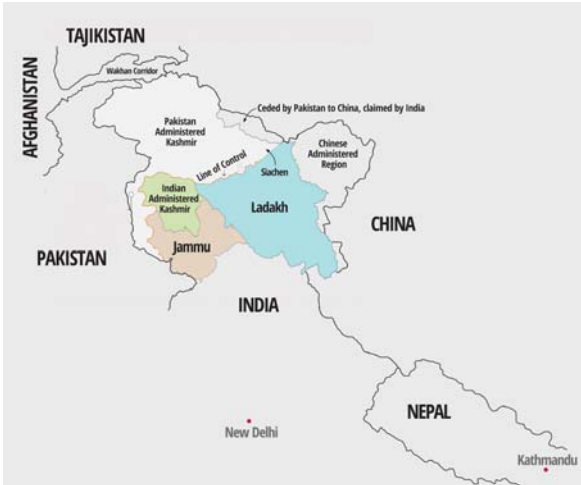 TAJIKISTAN
Wakhan Corridor
AFGHANISTAN
Ceded by Pakistan to China, claimed by India
Pakistan
Administered
Kashmir
Chinese
Administered
Region
Line of Control
Siachen
Indian
Administered
Kashmir
Ladakh
CHINA
Jammu
PAKISTAN
INDIA
NEPAL
New Delhi
Kathmandu